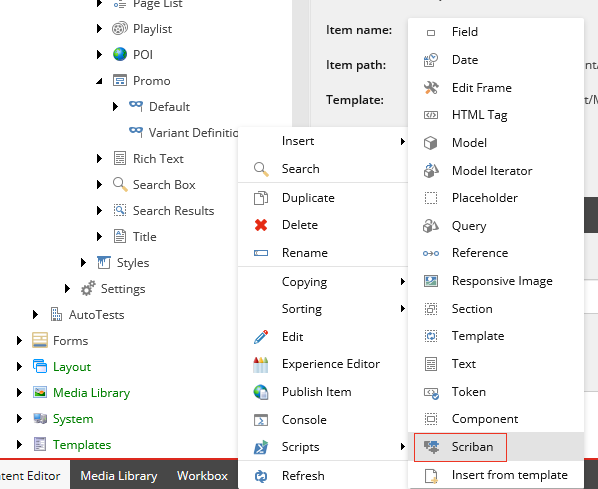 Page List
Playlist
POI
Promo
Default
Variant Definitio
Rich Text
Search Box
Search Results
Title
Styles
Settings
AutoTests
Forms
Layout
Media Library
System
Templates
Item name:
Item path:
Template:
Insert
Search
Duplicate
Delete
Rename
Copying
Sorting
Edit
Experience Editor
Publish Item
Console
Scripts
Refresh
Field
Date
Edit Frame
HTML Tag
Model
Model Iterator
Placeholder
Query
Reference
Responsive Image
Section
Template
Text
Token
Component
Scriban
Insert from template
tent Editor
Media Library
Workbox